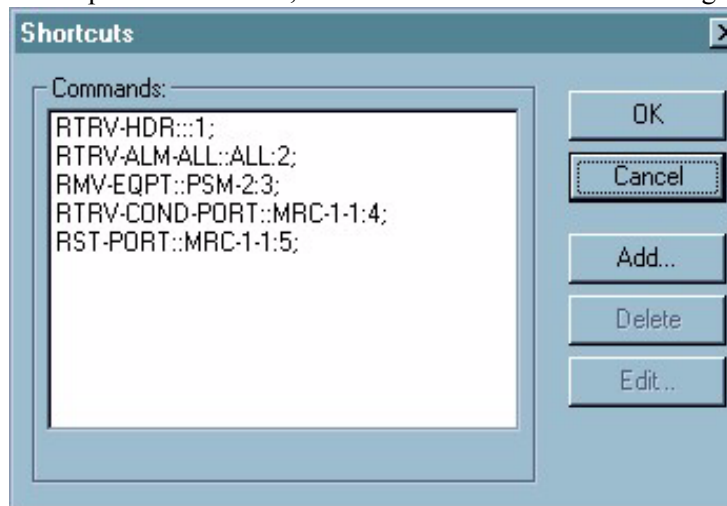 Shortcuts
Commands:
RTRV-HDR:::1;
RTRV-ALM-ALL::ALL:2;
RMV-EQPT::PSM-2:3;
RTRV-COND-PORT::MRC-1-1:4;
RST-PORT::MRC-1-1:5;
OK
Cancel
Add...
Delete
Edit...